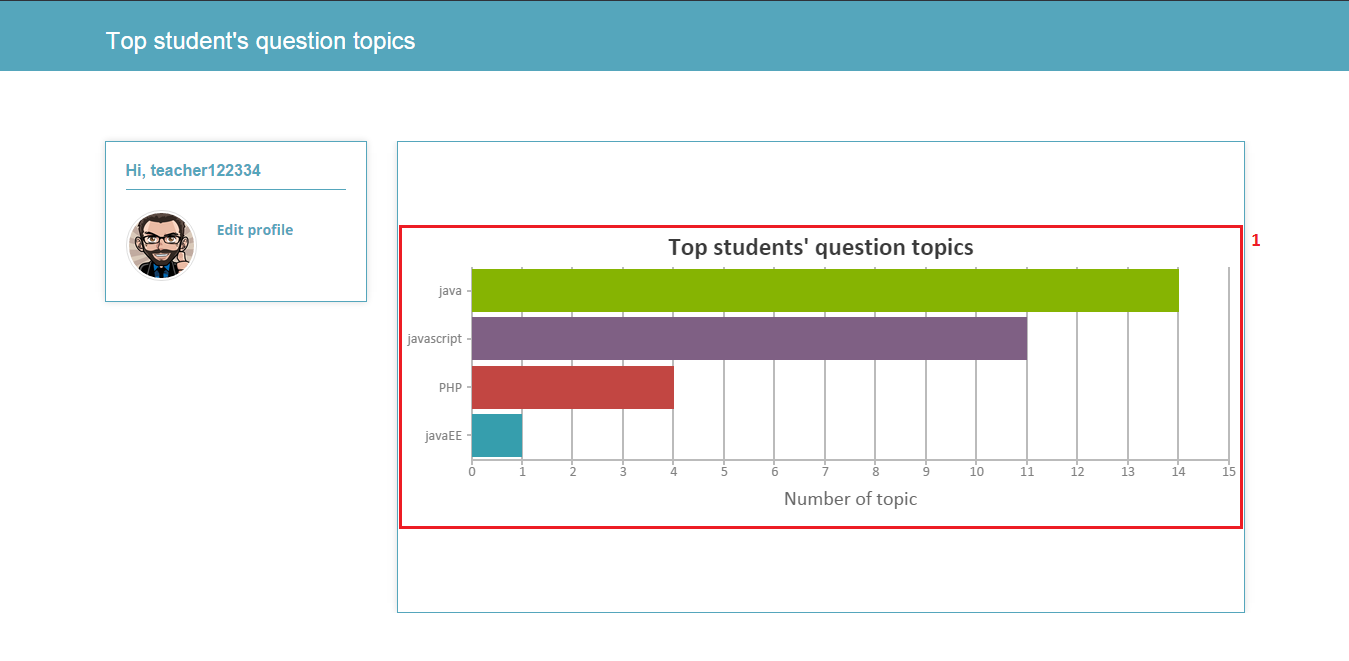 Top student's question topics
Hi, teacher122334
Edit profile
1
Top students' question topics
java
javascript
PHP
javaEE
0 1 2 3 4 5 6 7 8 9 10 11 12 13 14 15
Number of topic